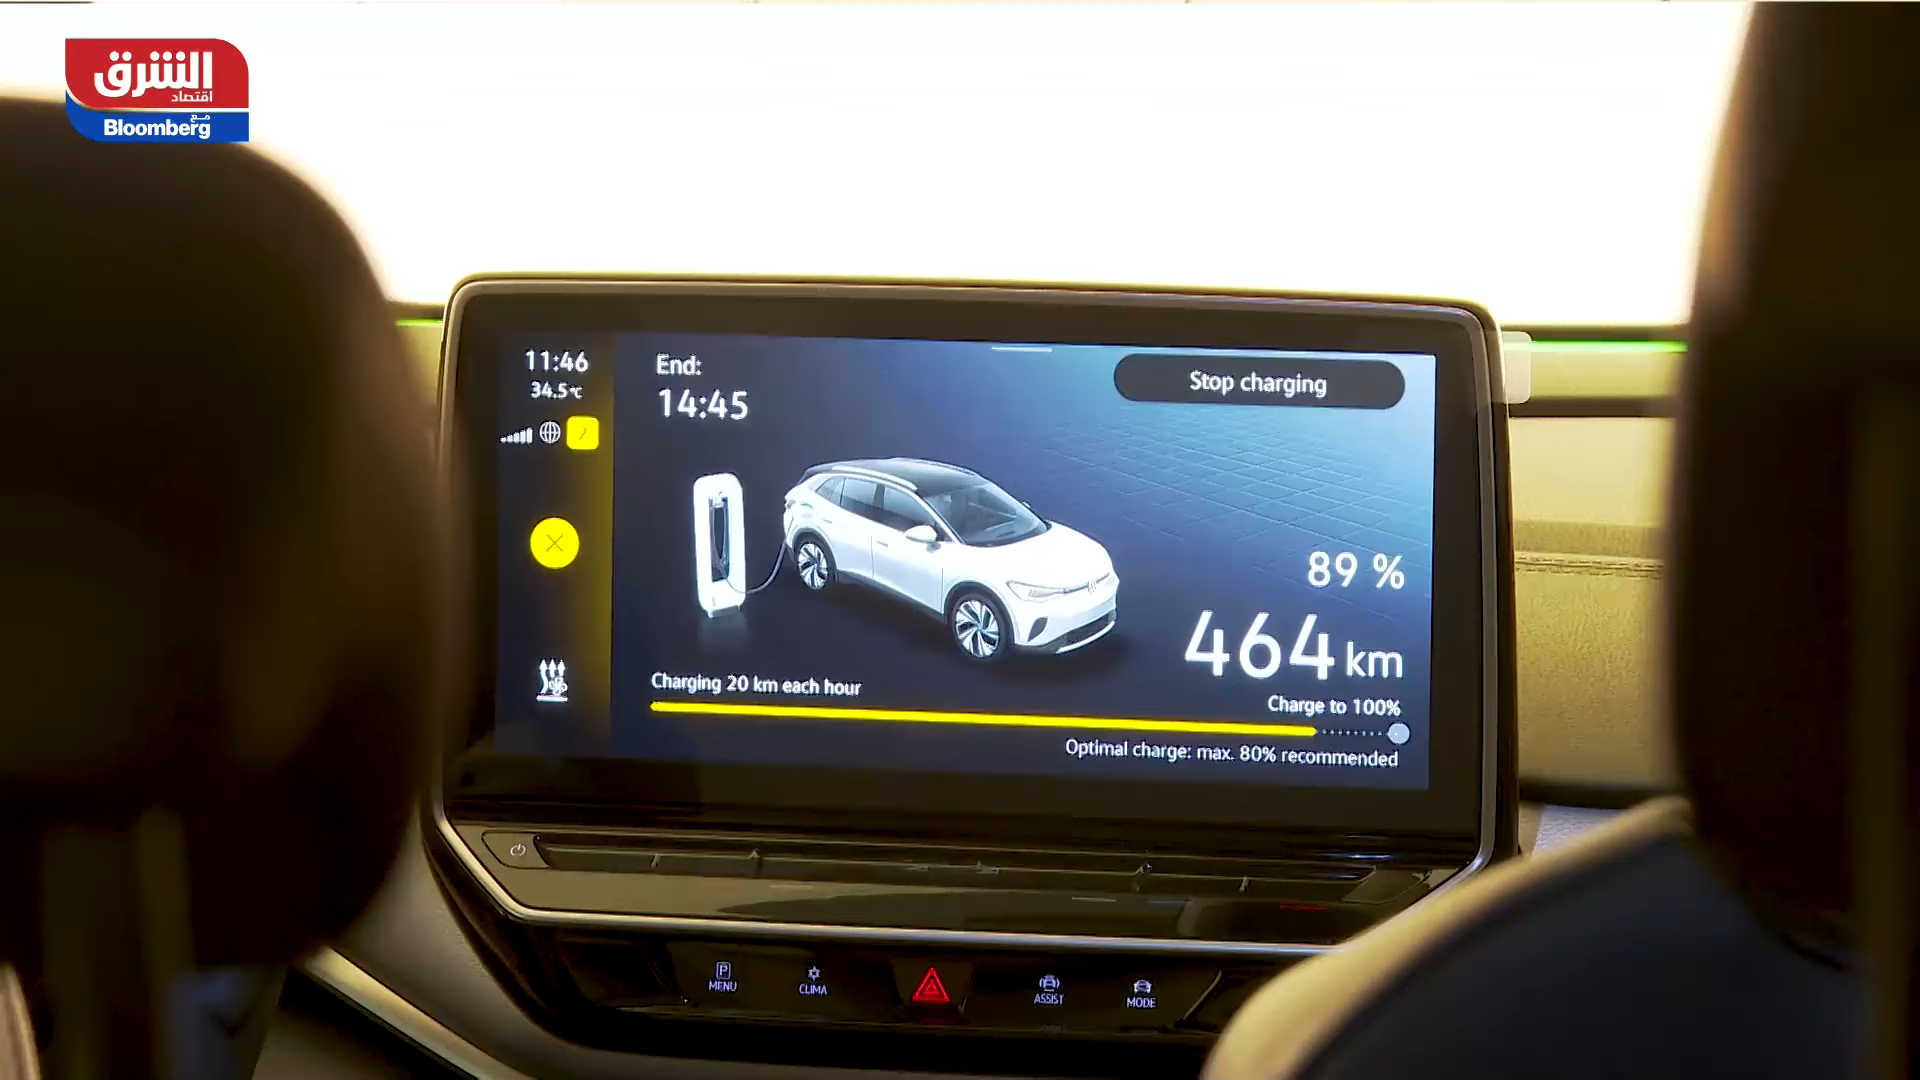 الشرق
اقتصاد
مع
Bloomberg
11:46
34.5°C
2
End:
14:45
Stop charging
89 %
464 km
Charging 20 km each hour
Charge to 100%
Optimal charge: max. 80% recommended
P
MENU
CLIMA
ASSIST
MODE